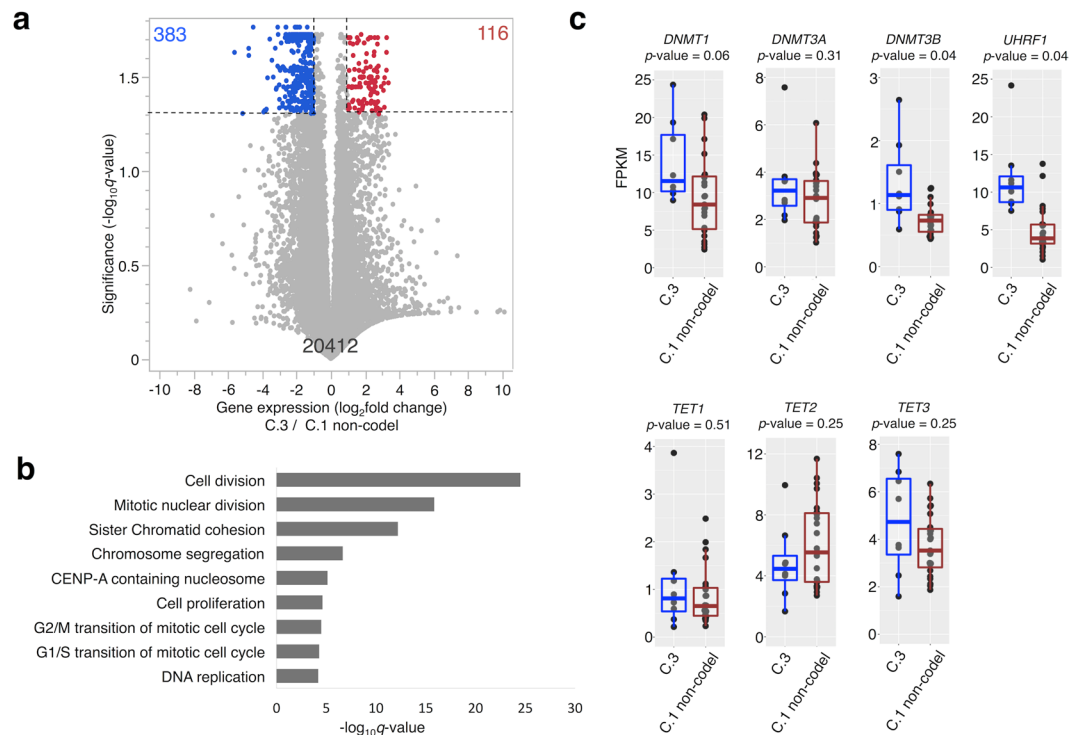 a
383
116
1.5
1.0
0.5
0
20412
-10 -8 -6 -4 -2 0 2 4 6 8 10
Significance (-log10q-value)
Gene expression (log2fold change)
C.3 / C.1 non-codel
b
Cell division
Mitotic nuclear division
Sister Chromatid cohesion
Chromosome segregation
CENP-A containing nucleosome
Cell proliferation
G2/M transition of mitotic cell cycle
G1/S transition of mitotic cell cycle
DNA replication
0 5 10 15 20 25 30
-log10q-value
c
FPKM
DNMT1
p-value = 0.06
25
20
15
10
5
0
C.3
C.1 non-codel
DNMT3A
p-value = 0.31
8
6
4
2
0
C.3
C.1 non-codel
DNMT3B
p-value = 0.04
3
2
1
0
C.3
C.1 non-codel
UHRF1
p-value = 0.04
25
20
15
10
5
0
C.3
C.1 non-codel
TET1
p-value = 0.51
4
3
2
1
0
C.3
C.1 non-codel
TET2
p-value = 0.25
12
8
4
0
C.3
C.1 non-codel
TET3
p-value = 0.25
8
6
4
2
0
C.3
C.1 non-codel